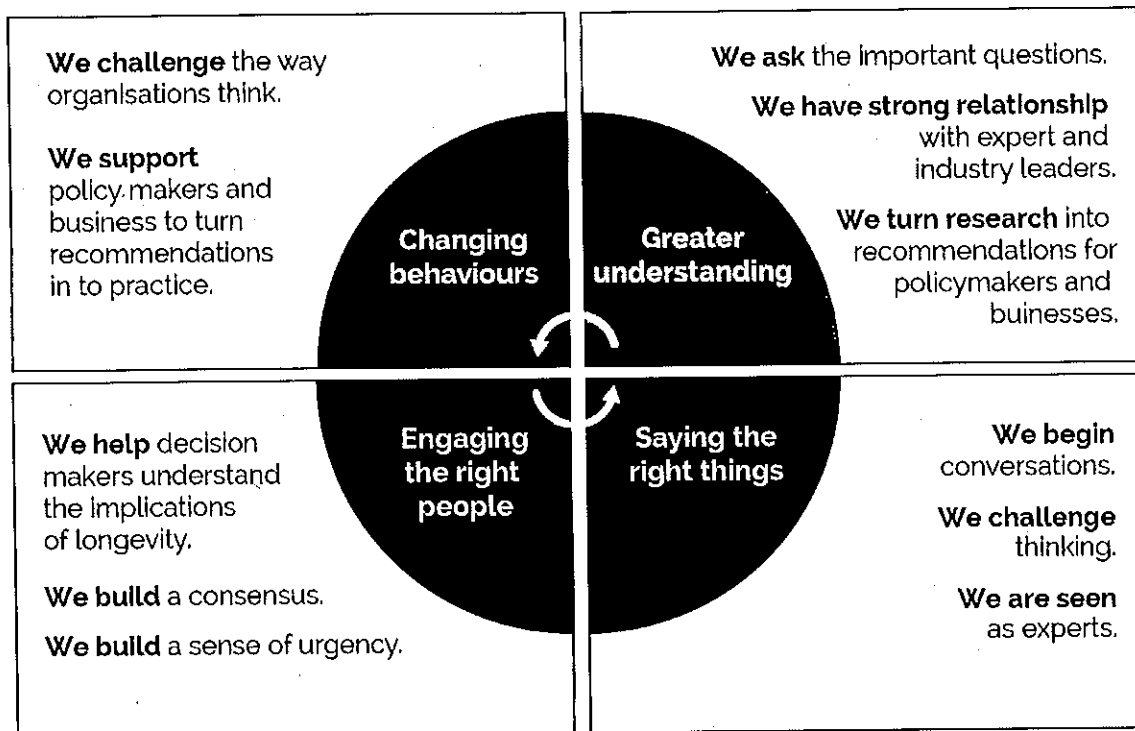 We challenge the way
organisations think.
We support
policy makers and
business to turn
recommendations
in to practice.
Changing
behaviours
We ask the important questions.
We have strong relationship
with expert and
industry leaders.
We turn research into
recommendations for
policymakers and
buinesses.
Greater
understanding
We help decision
makers understand
the implications
of longevity.
We build a consensus.
We build a sense of urgency.
Engaging
the right
people
Saying the
right things
We begin
conversations.
We challenge
thinking.
We are seen
as experts.